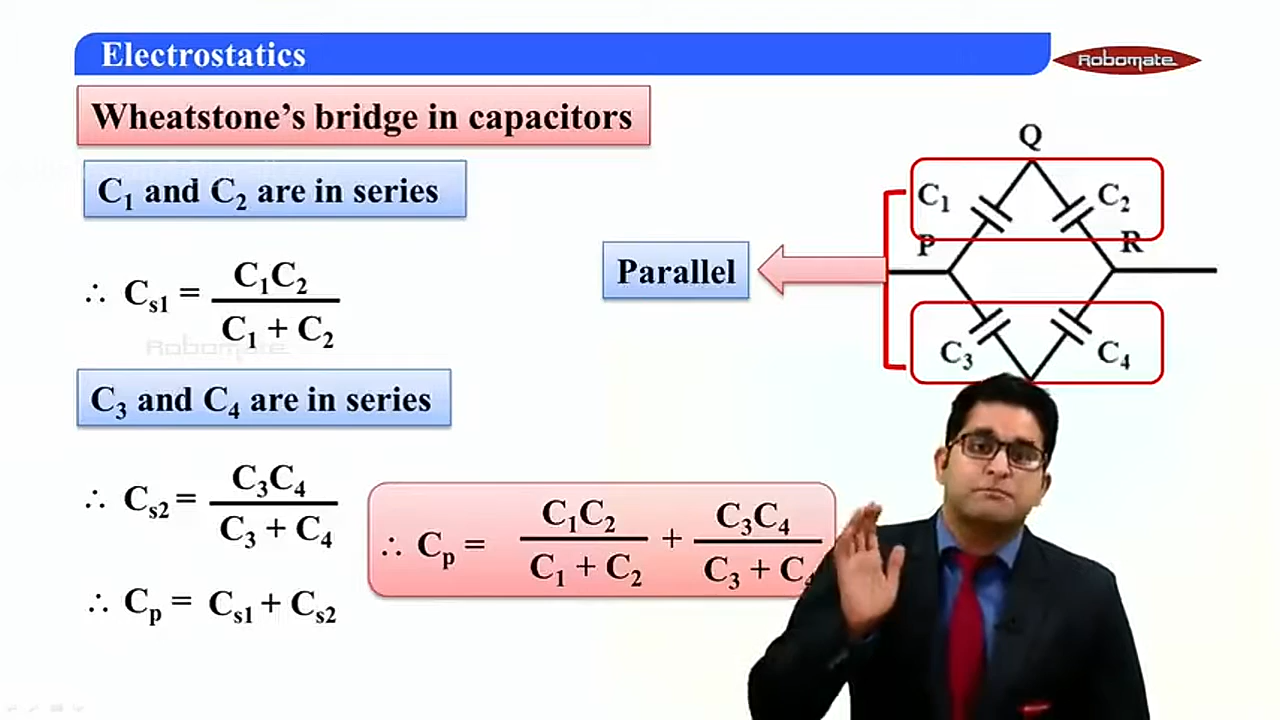 Electrostatics
Robomate
Wheatstone's bridge in capacitors
C₁ and C₂ are in series
∴ Cs1 = C₁C₂ / C₁ + C₂
Robomate
C₃ and C₄ are in series
∴ Cs2 = C₃C₄ / C₃ + C₄
∴ Cp = Cs1 + Cs2
∴ Cp = C₁C₂ / C₁ + C₂ + C₃C₄ / C₃ + C₄
Parallel
Q
C₁
C₂
P
R
C₃
C₄